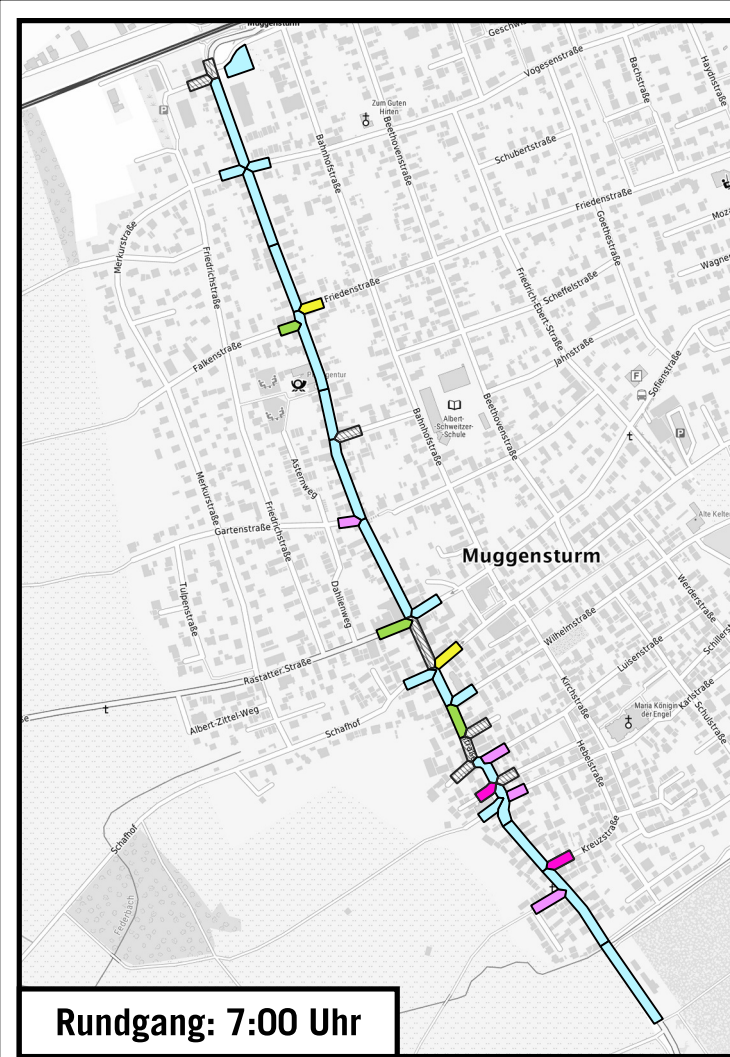 Muggensturm
Geschw
Vogesenstraße
Bachstraße
Haydnstraße
Zum Guten
Hirten
Bahnhofstraße
Beethovenstraße
Schubertstraße
Friedenstraße
Goethestraße
Moza
Wagner
Merkurstraße
Friedrichstraße
Friedenstraße
Scheffelstraße
Friedrich-Ebert-Straße
Jahnstraße
Falkenstraße
Sofienstraße
F
P
P
Albert-
Schweitzer-
Schule
Bahnhofstraße
Beethovenstraße
Asternweg
Merkurstraße
Friedrichstraße
Gartenstraße
Alte Kelter
Muggensturm
Tulpenstraße
Dahlienweg
Werderstraße
Wilhelmstraße
Luisenstraße
Schillerst
Rastatter Straße
Kirchstraße
Karlstraße
Maria Königin
der Engel
Schulstraße
Albert-Zittel-Weg
Schafhof
Hebelstraße
Kreuzstraße
Schafhof
Federbach
Rundgang: 7:00 Uhr